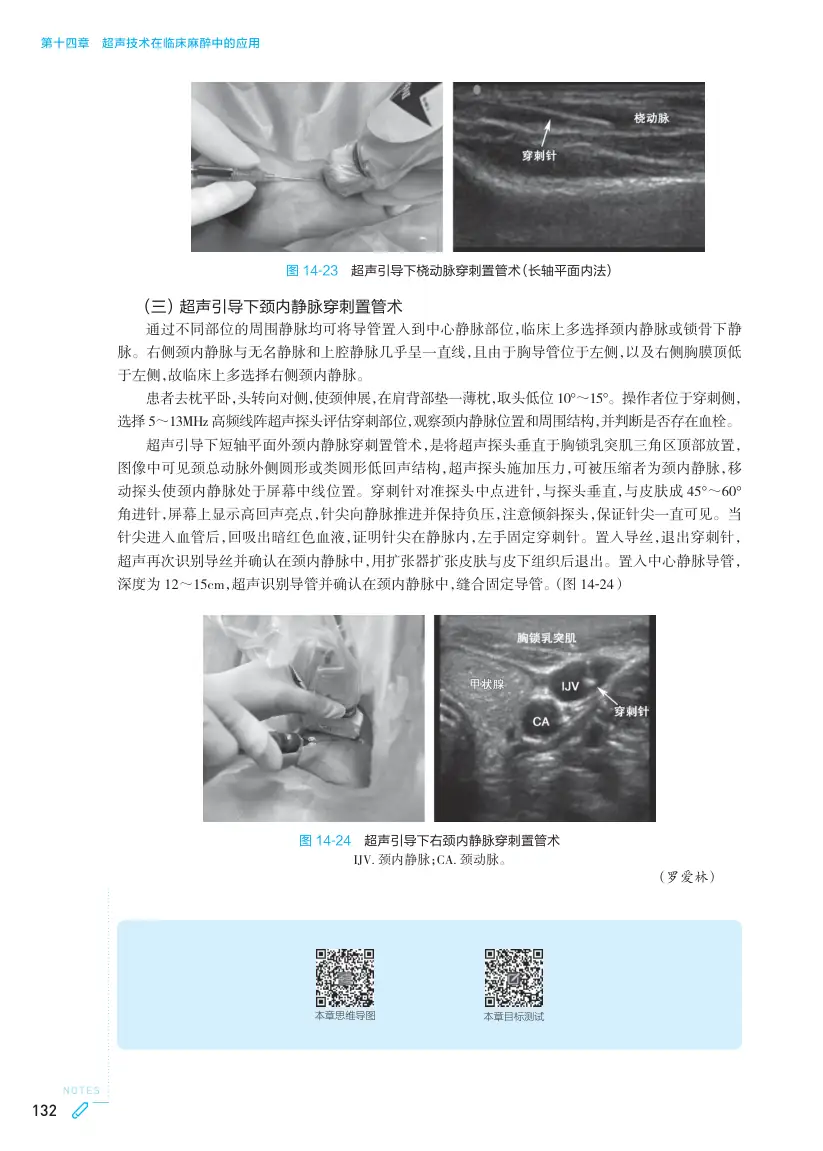 第十四章 超声技术在临床麻醉中的应用
桡动脉
穿刺针
图 14-23 超声引导下桡动脉穿刺置管术（长轴平面内法）
（三）超声引导下颈内静脉穿刺置管术
通过不同部位的周围静脉均可将导管置入到中心静脉部位，临床上多选择颈内静脉或锁骨下静
脉。右侧颈内静脉与无名静脉和上腔静脉几乎呈一直线，且由于胸导管位于左侧，以及右侧胸膜顶低
于左侧，故临床上多选择右侧颈内静脉。
患者去枕平卧，头转向对侧，使颈伸展，在肩背部垫一薄枕，取头低位 10°～15°。操作者位于穿刺侧，
选择 5～13MHz 高频线阵超声探头评估穿刺部位，观察颈内静脉位置和周围结构，并判断是否存在血栓。
超声引导下短轴平面外颈内静脉穿刺置管术，是将超声探头垂直于胸锁乳突肌三角区顶部放置，
图像中可见颈总动脉外侧圆形或类圆形低回声结构，超声探头施加压力，可被压缩者为颈内静脉，移
动探头使颈内静脉处于屏幕中线位置。穿刺针对准探头中点进针，与探头垂直，与皮肤成 45°～60°
角进针，屏幕上显示高回声亮点，针尖向静脉推进并保持负压，注意倾斜探头，保证针尖一直可见。当
针尖进入血管后，回吸出暗红色血液，证明针尖在静脉内，左手固定穿刺针。置入导丝，退出穿刺针，
超声再次识别导丝并确认在颈内静脉中，用扩张器扩张皮肤与皮下组织后退出。置入中心静脉导管，
深度为 12～15cm，超声识别导管并确认在颈内静脉中，缝合固定导管。（图 14-24）
胸锁乳突肌
甲状腺
IJV
穿刺针
CA
图 14-24 超声引导下右颈内静脉穿刺置管术
IJV. 颈内静脉；CA. 颈动脉。
（罗爱林）
本章思维导图
本章目标测试
NOTES
132